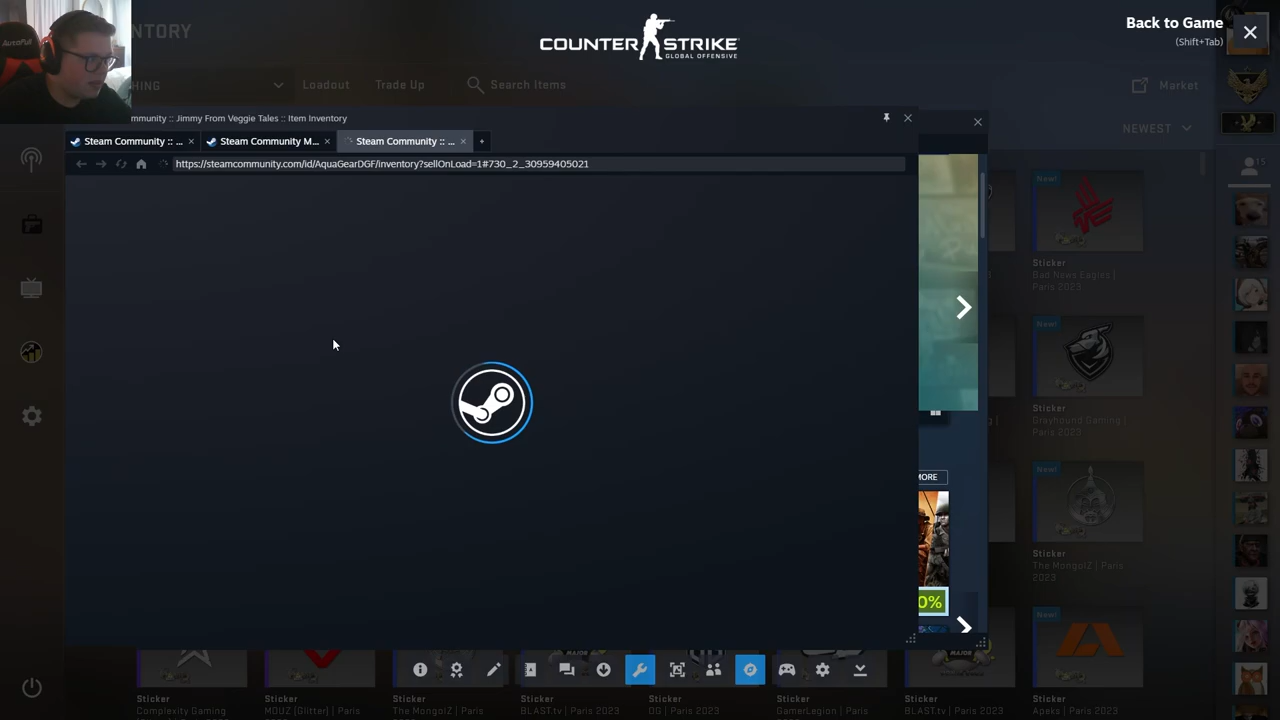 NTORY
COUNTER STRIKE
GLOBAL OFFENSIVE
Back to Game
(Shift+Tab)
HING
Loadout
Trade Up
Search Items
Market
mmunity :: Jimmy From Veggie Tales :: Item Inventory
NEWEST
Steam Community :: ...
Steam Community M...
Steam Community :: ...
https://steamcommunity.com/id/AquaGearDGF/inventory?sellOnLoad=1#730_2_30959405021
15
New!
Sticker
Bad News Eagles |
Paris 2023
New!
Sticker
Grayhound Gaming |
Paris 2023
New!
MORE
Sticker
The MongolZ | Paris
2023
0%
New!
Sticker
Complexity Gaming
Sticker
MOUZ (Glitter) | Paris
Sticker
The MongolZ | Paris
Sticker
BLAST.tv | Paris 2023
Sticker
OG | Paris 2023
Sticker
GamerLegion | Paris
Sticker
BLAST.tv | Paris 2023
Sticker
Apeks | Paris 2023